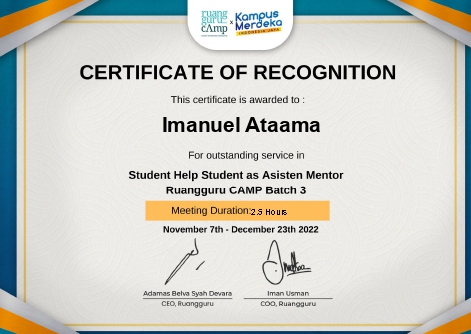 ruang
guru
cAmp
x
Kampus
Merdeka
INDONESIA JAYA
CERTIFICATE OF RECOGNITION
This certificate is awarded to :
Imanuel Ataama
For outstanding service in
Student Help Student as Asisten Mentor
Ruangguru CAMP Batch 3
Meeting Duration:2.5 Hours
November 7th - December 23th 2022
Adamas Belva Syah Devara
CEO, Ruangguru
Iman Usman
COO, Ruangguru